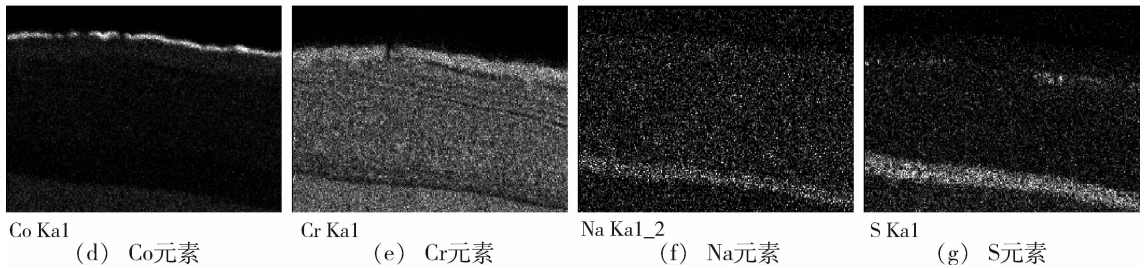 Co Ka1
Cr Ka1
Na Ka1_2
S Ka1
(d) Co元素
(e) Cr元素
(f) Na元素
(g) S元素